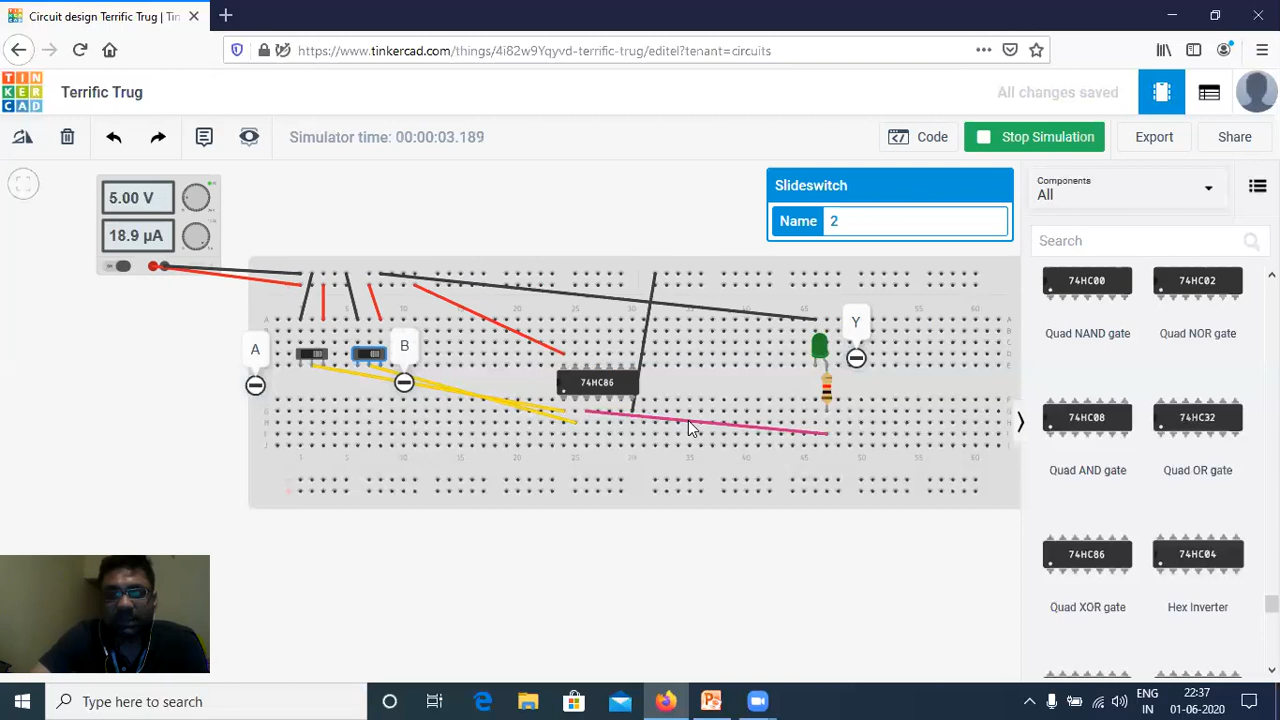 Circuit design Terrific Trug | Tin
https://www.tinkercad.com/things/4i82w9Yqyvd-terrific-trug/editel?tenant=circuits
TIN
KER
CAD
Terrific Trug
All changes saved
Simulator time: 00:00:03.189
Code
Stop Simulation
Export
Share
5.00 V
18.9 µA
Slideswitch
Name
2
Components
All
Search
A
B
Y
74HC86
74HC00
74HC02
Quad NAND gate
Quad NOR gate
74HC08
74HC32
Quad AND gate
Quad OR gate
74HC86
74HC04
Quad XOR gate
Hex Inverter
Type here to search
ENG
IN
22:37
01-06-2020